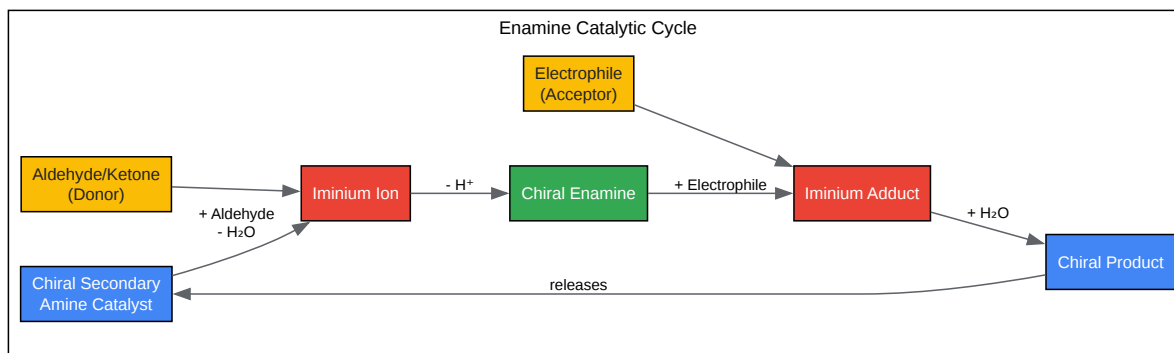 Enamine Catalytic Cycle
Electrophile
(Acceptor)
Aldehyde/Ketone
(Donor)
Iminium Ion
- H⁺
Chiral Enamine
+ Electrophile
Iminium Adduct
+ Aldehyde
- H₂O
+ H₂O
Chiral Product
Chiral Secondary
Amine Catalyst
releases